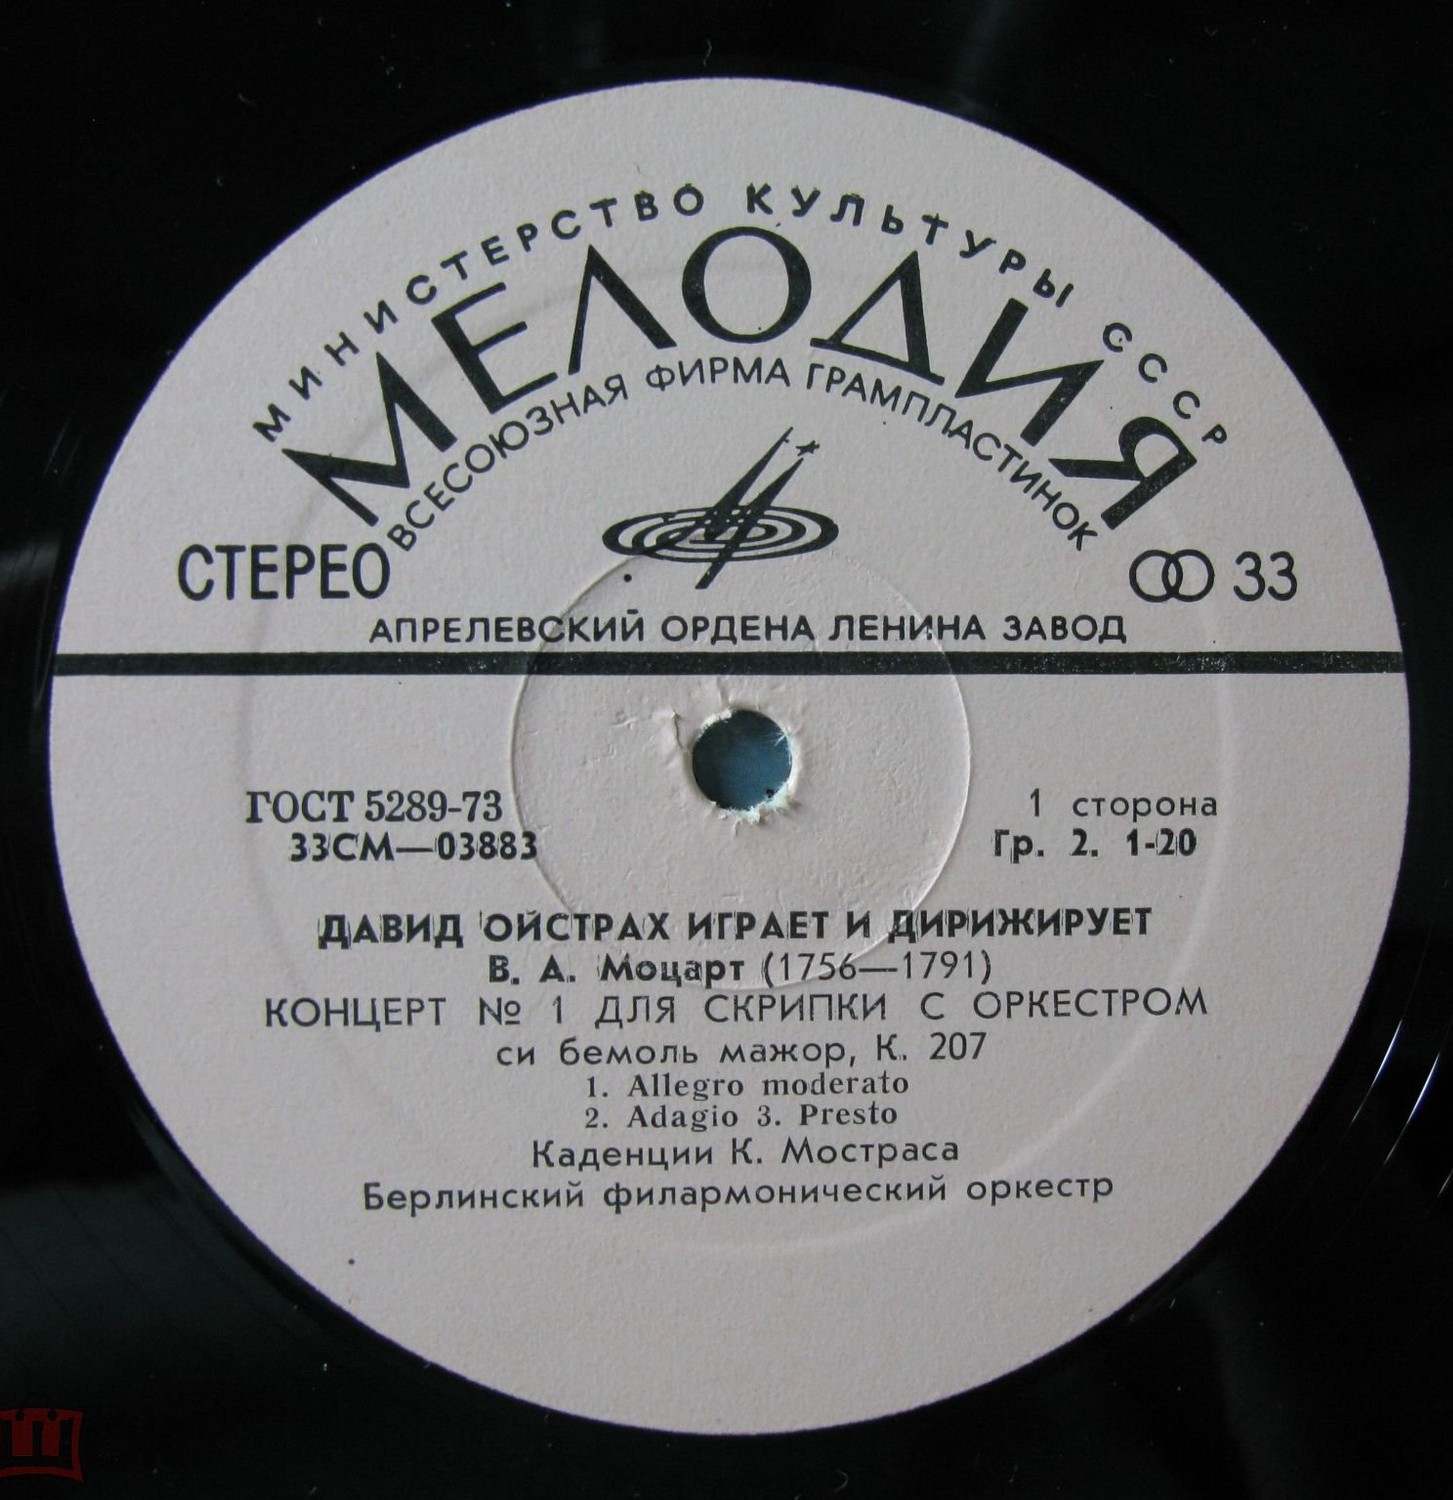 МИНИСТЕРСТВО КУЛЬТУРЫ СССР
МЕЛОДИЯ
ВСЕСОЮЗНАЯ ФИРМА ГРАМПЛАСТИНОК
СТЕРЕО
33
АПРЕЛЕВСКИЙ ОРДЕНА ЛЕНИНА ЗАВОД
ГОСТ 5289-73
33СМ—03883
1 сторона
Гр. 2. 1-20
ДАВИД ОЙСТРАХ ИГРАЕТ И ДИРИЖИРУЕТ
В. А. Моцарт (1756—1791)
КОНЦЕРТ № 1 ДЛЯ СКРИПКИ С ОРКЕСТРОМ
си бемоль мажор, К. 207
1. Allegro moderato
2. Adagio 3. Presto
Каденции К. Мостраса
Берлинский филармонический оркестр